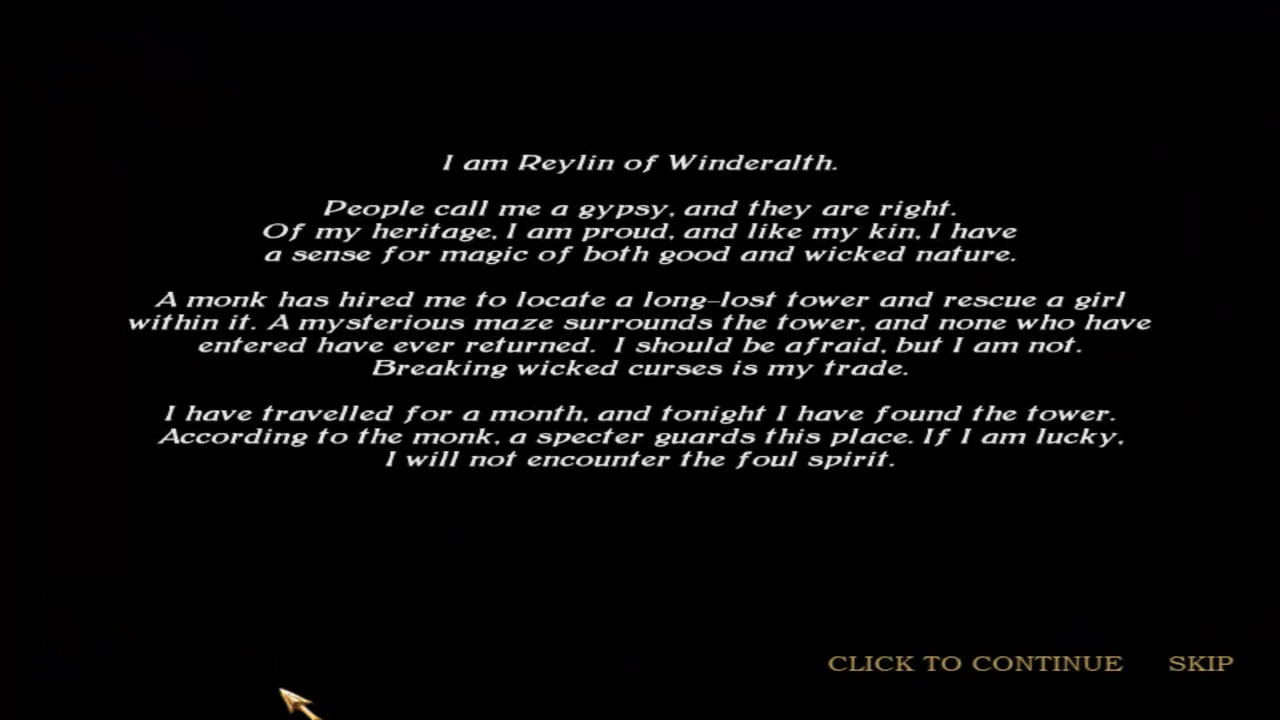 I am Reylin of Winderalth.
People call me a gypsy, and they are right.
Of my heritage, I am proud, and like my kin, I have
a sense for magic of both good and wicked nature.
A monk has hired me to locate a long-lost tower and rescue a girl
within it. A mysterious maze surrounds the tower, and none who have
entered have ever returned. I should be afraid, but I am not.
Breaking wicked curses is my trade.
I have travelled for a month, and tonight I have found the tower.
According to the monk, a specter guards this place. If I am lucky,
I will not encounter the foul spirit.
CLICK TO CONTINUE SKIP